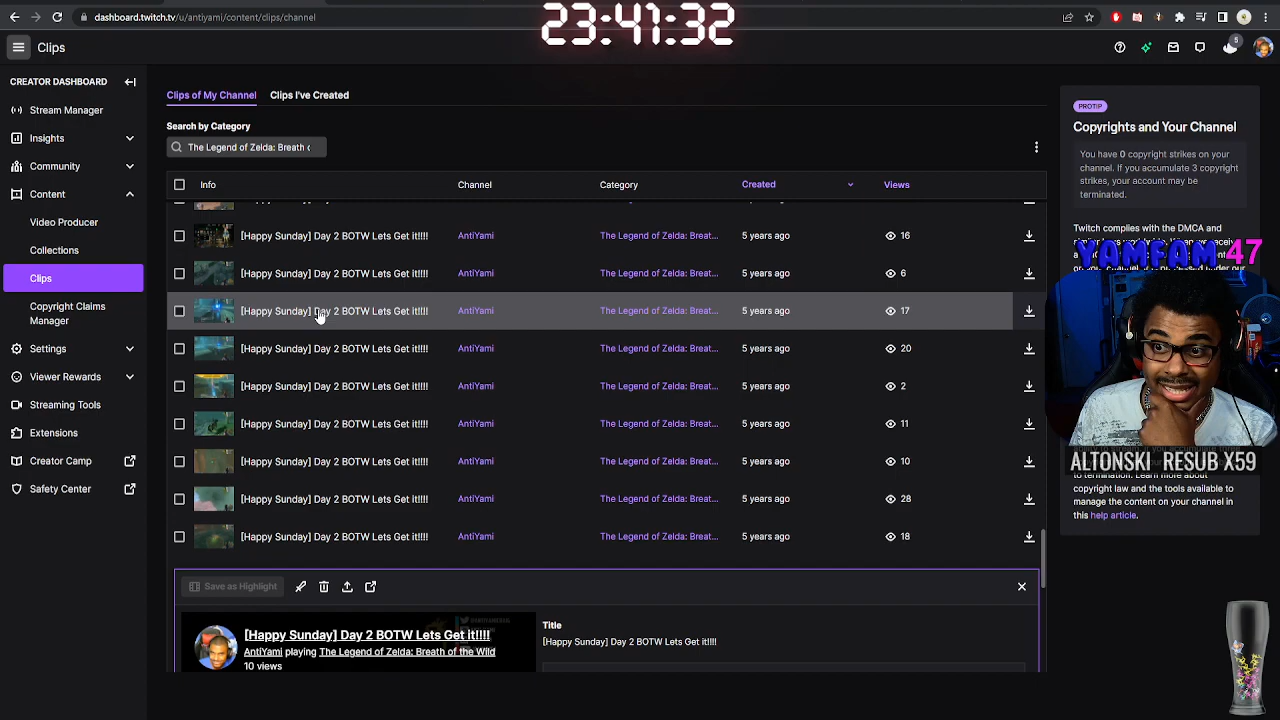 dashboard.twitch.tv/u/antiyami/content/clips/channel
23:41:32
Clips
5
CREATOR DASHBOARD
Stream Manager
Insights
Community
Content
Video Producer
Collections
Clips
Copyright Claims
Manager
Settings
Viewer Rewards
Streaming Tools
Extensions
Creator Camp
Safety Center
Clips of My Channel Clips I've Created
Search by Category
The Legend of Zelda: Breath
Info Channel Category Created Views
[Happy Sunday] Day 2 BOTW Lets Get it!!!! AntiYami The Legend of Zelda: Breat... 5 years ago 16
[Happy Sunday] Day 2 BOTW Lets Get it!!!! AntiYami The Legend of Zelda: Breat... 5 years ago 6
[Happy Sunday] Day 2 BOTW Lets Get it!!!! AntiYami The Legend of Zelda: Breat... 5 years ago 17
[Happy Sunday] Day 2 BOTW Lets Get it!!!! AntiYami The Legend of Zelda: Breat... 5 years ago 20
[Happy Sunday] Day 2 BOTW Lets Get it!!!! AntiYami The Legend of Zelda: Breat... 5 years ago 2
[Happy Sunday] Day 2 BOTW Lets Get it!!!! AntiYami The Legend of Zelda: Breat... 5 years ago 11
[Happy Sunday] Day 2 BOTW Lets Get it!!!! AntiYami The Legend of Zelda: Breat... 5 years ago 10
[Happy Sunday] Day 2 BOTW Lets Get it!!!! AntiYami The Legend of Zelda: Breat... 5 years ago 28
[Happy Sunday] Day 2 BOTW Lets Get it!!!! AntiYami The Legend of Zelda: Breat... 5 years ago 18
Save as Highlight
[Happy Sunday] Day 2 BOTW Lets Get it!!!!
AntiYami playing The Legend of Zelda: Breath of the Wild
10 views
Title
[Happy Sunday] Day 2 BOTW Lets Get it!!!!
PROTIP
Copyrights and Your Channel
You have 0 copyright strikes on your
channel. If you accumulate 3 copyright
strikes, your account may be
terminated.
Twitch complies with the DMCA and
YAMFAM 47
ALTONSKI RESUB X59
to termination. Learn more about
copyright law and the tools available to
manage the content on your channel in
this help article.